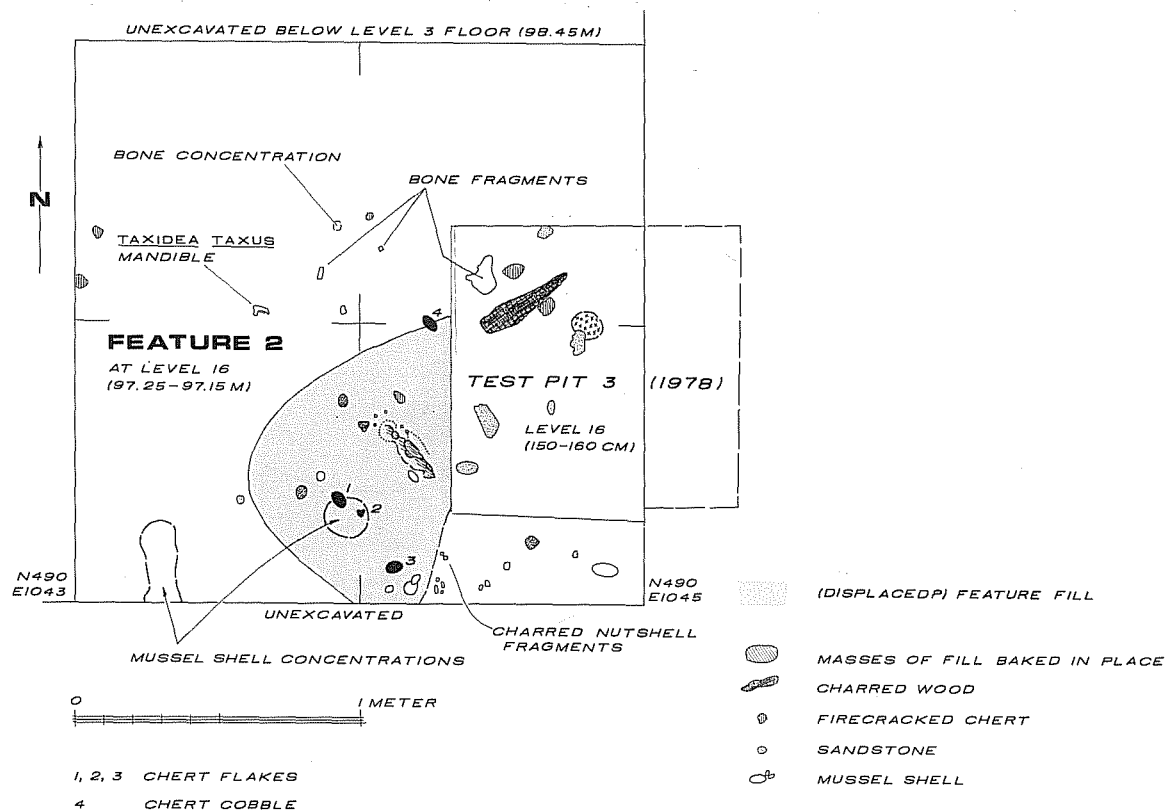 UNEXCAVATED BELOW LEVEL 3 FLOOR (98.45M)
N
BONE CONCENTRATION
BONE FRAGMENTS
TAXIDEA TAXUS
MANDIBLE
4
FEATURE 2
AT LEVEL 16
(97.25-97.15M)
TEST PIT 3 (1978)
LEVEL 16
(150-160 CM)
1
2
3
N490
E1043
N490
E1045
UNEXCAVATED
CHARRED NUTSHELL
FRAGMENTS
MUSSEL SHELL CONCENTRATIONS
0 1 METER
1, 2, 3 CHERT FLAKES
4 CHERT COBBLE
(DISPLACEDP) FEATURE FILL
MASSES OF FILL BAKED IN PLACE
CHARRED WOOD
FIRECRACKED CHERT
SANDSTONE
MUSSEL SHELL